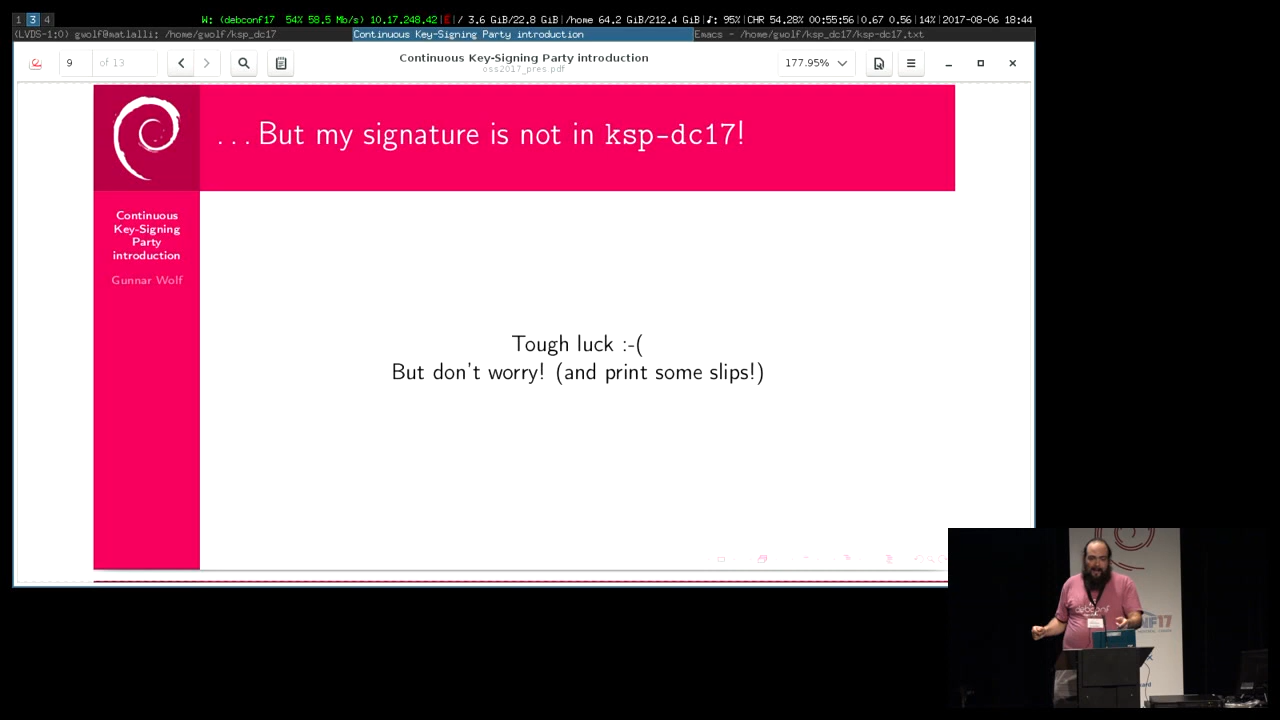 1 3 4
W: (debconf17 54% 58.5 Mb/s) 10.17.248.42 / 3.6 GiB/22.8 GiB|/home 64.2 GiB/212.4 GiB|♪: 95%|CHR 54.28% 00:55:56|0.67 0.56|14%|2017-08-06 18:44
(LVDS-1:0) gwolf@matlalli: /home/gwolf/ksp_dc17
Continuous Key-Signing Party introduction
Emacs - /home/gwolf/ksp_dc17/ksp-dc17.txt
9 of 13
Continuous Key-Signing Party introduction
oss2017_pres.pdf
177.95%
...But my signature is not in ksp-dc17!
Continuous
Key-Signing
Party
introduction
Gunnar Wolf
Tough luck :-(
But don't worry! (and print some slips!)
debconf
NF17